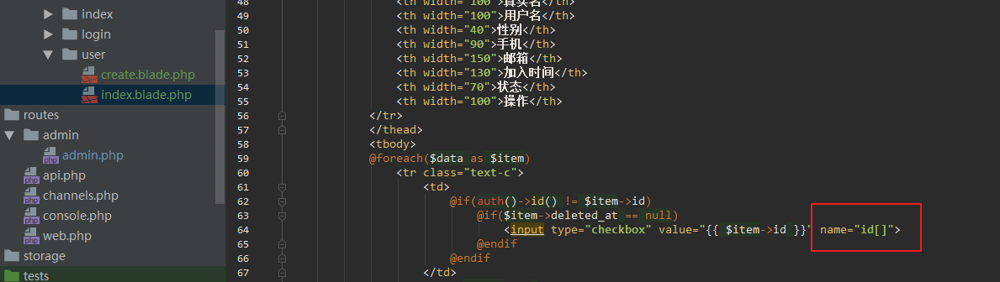 index
login
user
create.blade.php
index.blade.php
routes
admin
admin.php
api.php
channels.php
console.php
web.php
storage
tests
48 <th width="100">真实名</th>
49 <th width="100">用户名</th>
50 <th width="40">性别</th>
51 <th width="90">手机</th>
52 <th width="150">邮箱</th>
53 <th width="130">加入时间</th>
54 <th width="70">状态</th>
55 <th width="100">操作</th>
56 </tr>
57 </thead>
58 <tbody>
59 @foreach($data as $item)
60 <tr class="text-c">
61 <td>
62 @if(auth()->id() != $item->id)
63 @if($item->deleted_at == null)
64 <input type="checkbox" value="{{ $item->id }}" name="id[]">
65 @endif
66 @endif
67 </td>